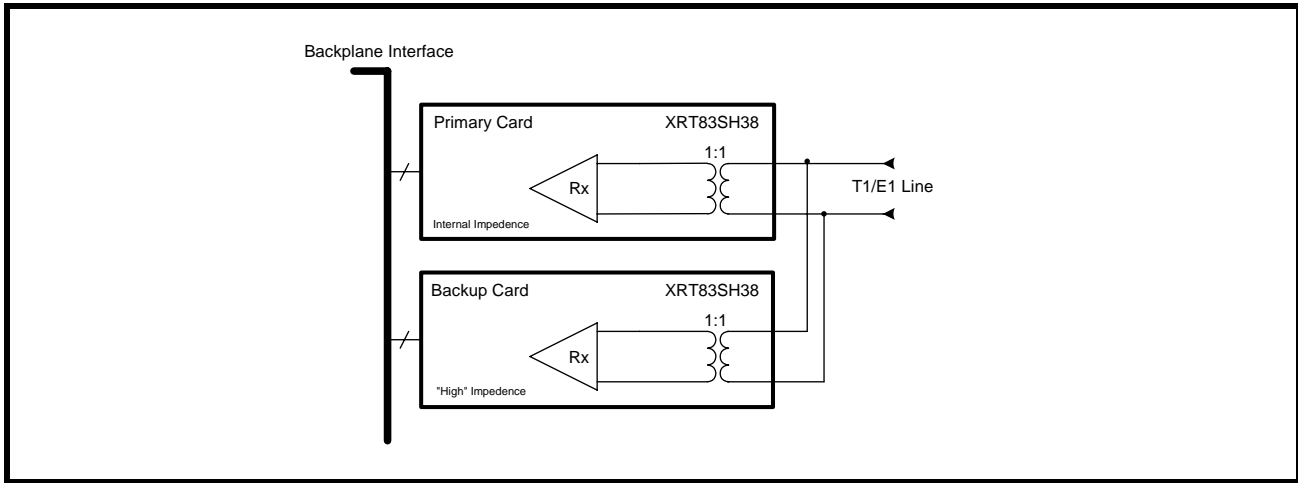 Backplane Interface
Primary Card XRT83SH38
1:1
Rx
T1/E1 Line
Internal Impedence
Backup Card XRT83SH38
1:1
Rx
"High" Impedence